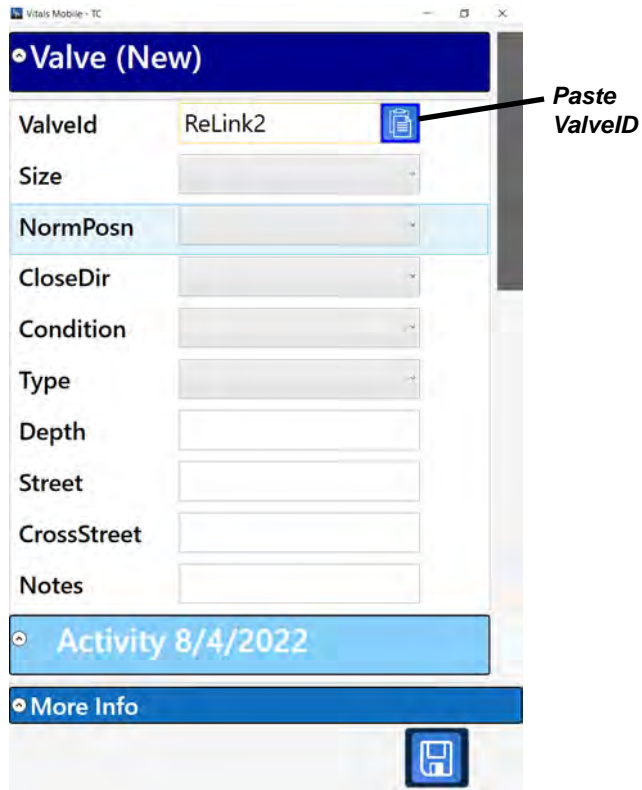 Vitals Mobile - TC
Valve (New)
ValveId ReLink2
Paste
ValveID
Size
NormPosn
CloseDir
Condition
Type
Depth
Street
CrossStreet
Notes
Activity 8/4/2022
More Info